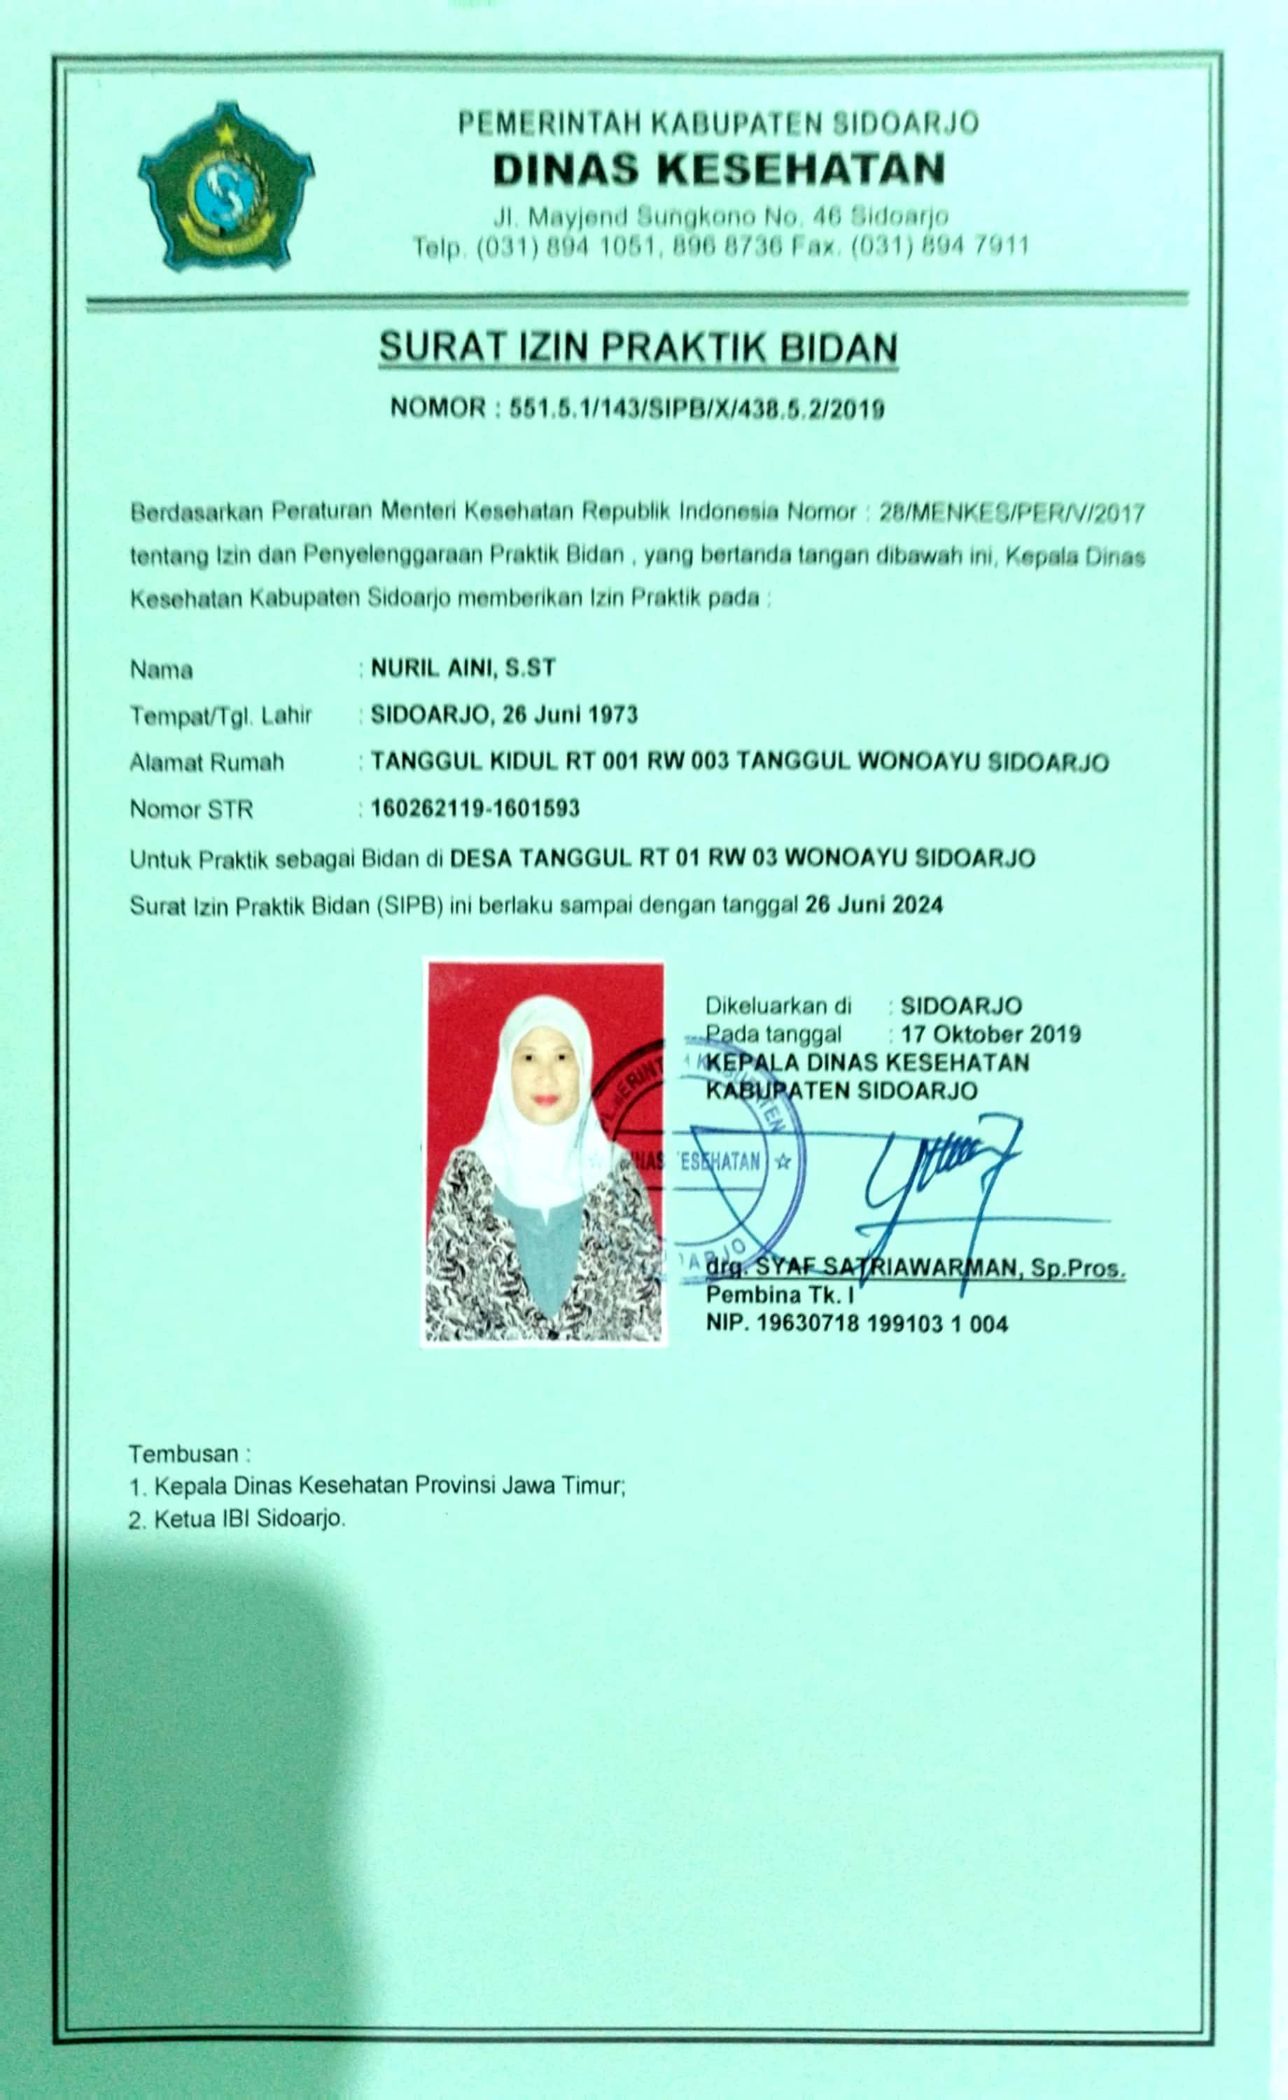 PEMERINTAH KABUPATEN SIDOARJO
DINAS KESEHATAN
Jl. Mayjend Sungkono No. 46 Sidoarjo
Telp. (031) 894 1051, 896 8736 Fax. (031) 894 7911
SURAT IZIN PRAKTIK BIDAN
NOMOR : 551.5.1/143/SIPB/X/438.5.2/2019
Berdasarkan Peraturan Menteri Kesehatan Republik Indonesia Nomor : 28/MENKES/PER/V/2017
tentang Izin dan Penyelenggaraan Praktik Bidan , yang bertanda tangan dibawah ini, Kepala Dinas
Kesehatan Kabupaten Sidoarjo memberikan Izin Praktik pada :
Nama : NURIL AINI, S.ST
Tempat/Tgl. Lahir : SIDOARJO, 26 Juni 1973
Alamat Rumah : TANGGUL KIDUL RT 001 RW 003 TANGGUL WONOAYU SIDOARJO
Nomor STR : 160262119-1601593
Untuk Praktik sebagai Bidan di DESA TANGGUL RT 01 RW 03 WONOAYU SIDOARJO
Surat Izin Praktik Bidan (SIPB) ini berlaku sampai dengan tanggal 26 Juni 2024
Dikeluarkan di : SIDOARJO
Pada tanggal : 17 Oktober 2019
KEPALA DINAS KESEHATAN
KABUPATEN SIDOARJO
drg. SYAF SATRIAWARMAN, Sp.Pros.
Pembina Tk. I
NIP. 19630718 199103 1 004
Tembusan :
1. Kepala Dinas Kesehatan Provinsi Jawa Timur;
2. Ketua IBI Sidoarjo.